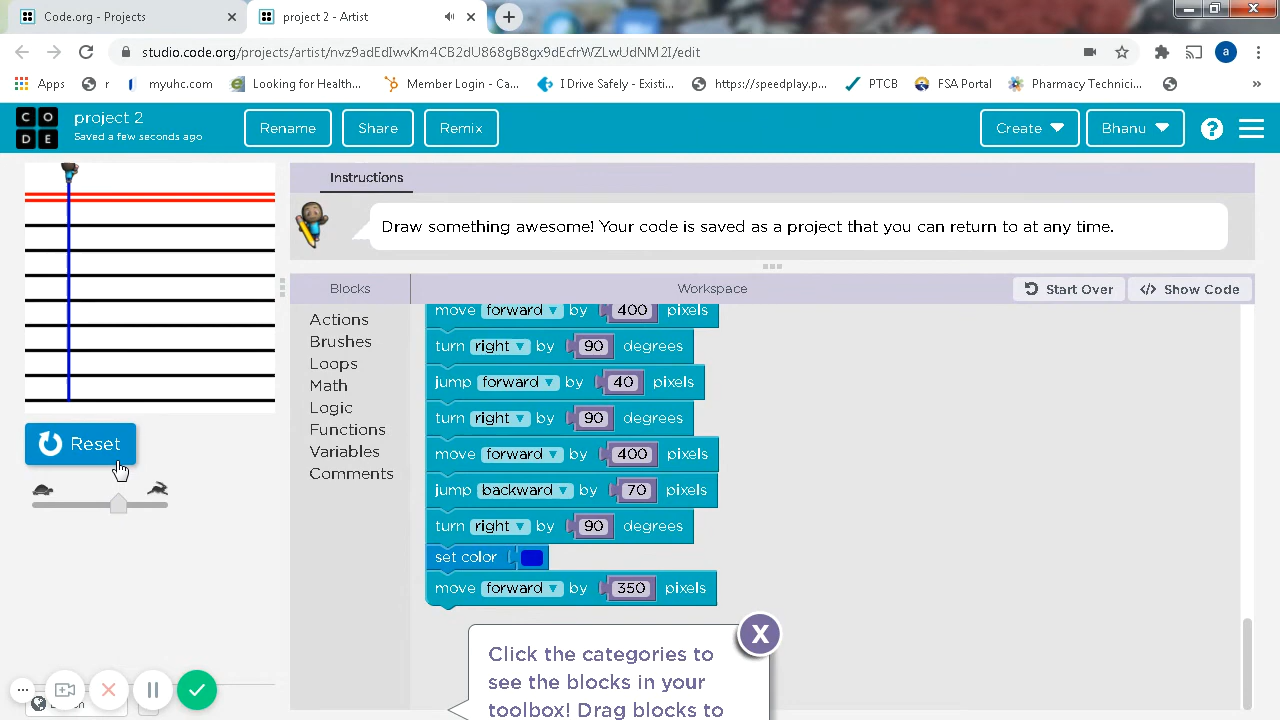 Code.org - Projects
project 2 - Artist
studio.code.org/projects/artist/nvz9adEdIwvKm4CB2dU868gB8gx9dEcfrWZLwUdNM2I/edit
a
Apps
r
myuhc.com
Looking for Health...
Member Login - Ca...
I Drive Safely - Existi...
https://speedplay.p...
PTCB
FSA Portal
Pharmacy Technici...
»
CO
DE
project 2
Saved a few seconds ago
Rename
Share
Remix
Create
Bhanu
?
Instructions
Draw something awesome! Your code is saved as a project that you can return to at any time.
Blocks
Workspace
Start Over
</> Show Code
Actions
Brushes
Loops
Math
Logic
Functions
Variables
Comments
move forward by 400 pixels
turn right by 90 degrees
jump forward by 40 pixels
turn right by 90 degrees
move forward by 400 pixels
jump backward by 70 pixels
turn right by 90 degrees
set color
move forward by 350 pixels
Reset
X
Click the categories to
see the blocks in your
toolbox! Drag blocks to